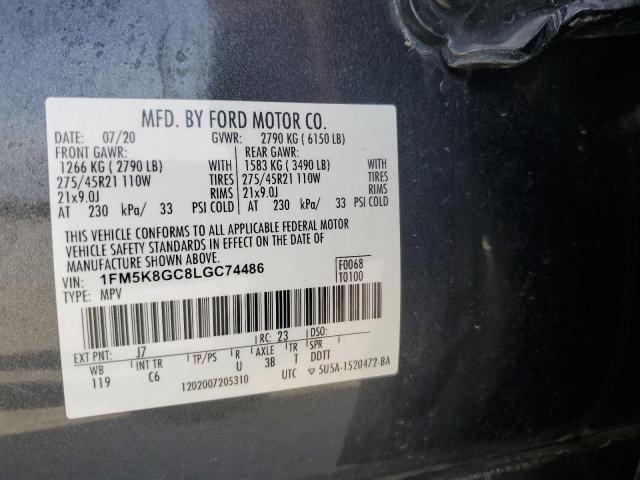 MFD. BY FORD MOTOR CO.
DATE: 07/20 GVWR: 2790 KG ( 6150 LB)
FRONT GAWR: REAR GAWR:
1266 KG ( 2790 LB) WITH 1583 KG ( 3490 LB) WITH
275/45R21 110W TIRES 275/45R21 110W TIRES
21x9.0J RIMS 21x9.0J RIMS
AT 230 kPa/ 33 PSI COLD AT 230 kPa/ 33 PSI COLD
THIS VEHICLE CONFORMS TO ALL APPLICABLE FEDERAL MOTOR
VEHICLE SAFETY STANDARDS IN EFFECT ON THE DATE OF
MANUFACTURE SHOWN ABOVE.
VIN: 1FM5K8GC8LGC74486 F0068
TYPE: MPV T0100
EXT PNT: J7 RC: 23 DSO:
WB INT TR TP/PS R AXLE TR SPR
119 C6 U 3B T DDTT
1202007205310 UTC ▽ 5U5A-1520472-BA